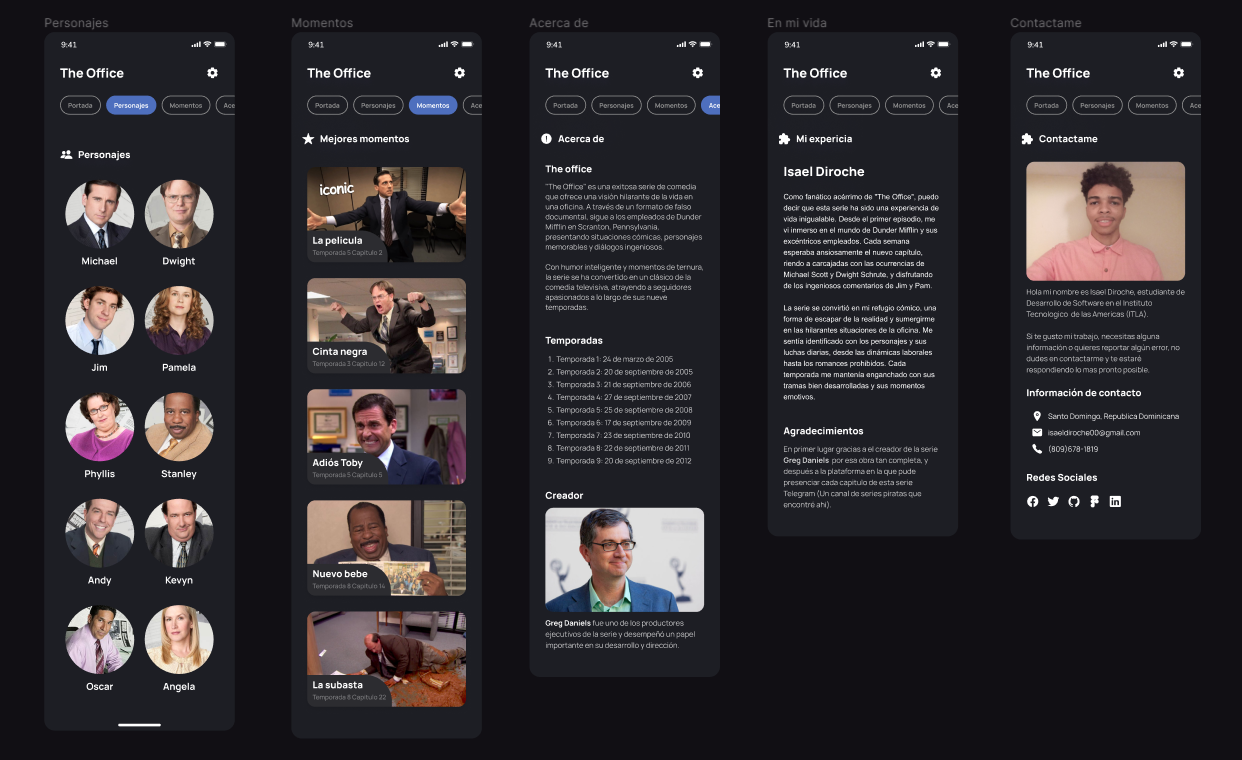 Personajes
9:41
The Office
Portada
Personajes
Momentos
Ace
Personajes
Michael
Dwight
Jim
Pamela
Phyllis
Stanley
Andy
Kevyn
Oscar
Angela
Momentos
9:41
The Office
Portada
Personajes
Momentos
Ace
Mejores momentos
iconic
La pelicula
Temporada 5 Capitulo 2
Cinta negra
Temporada 3 Capitulo 12
Adiós Toby
Temporada 5 Capitulo 5
Nuevo bebe
Temporada 8 Capitulo 14
La subasta
Temporada 8 Capitulo 22
Acerca de
9:41
The Office
Portada
Personajes
Momentos
Ace
Acerca de
The office
"The Office" es una exitosa serie de comedia
que ofrece una visión hilarante de la vida en
una oficina. A través de un formato de falso
documental, sigue a los empleados de Dunder
Mifflin en Scranton, Pennsylvania,
presentando situaciones cómicas, personajes
memorables y diálogos ingeniosos.
Con humor inteligente y momentos de ternura,
la serie se ha convertido en un clásico de la
comedia televisiva, atrayendo a seguidores
apasionados a lo largo de sus nueve
temporadas.
Temporadas
1. Temporada 1: 24 de marzo de 2005
2. Temporada 2: 20 de septiembre de 2005
3. Temporada 3: 21 de septiembre de 2006
4. Temporada 4: 27 de septiembre de 2007
5. Temporada 5: 25 de septiembre de 2008
6. Temporada 6: 17 de septiembre de 2009
7. Temporada 7: 23 de septiembre de 2010
8. Temporada 8: 22 de septiembre de 2011
9. Temporada 9: 20 de septiembre de 2012
Creador
Greg Daniels fue uno de los productores
ejecutivos de la serie y desempeñó un papel
importante en su desarrollo y dirección.
En mi vida
9:41
The Office
Portada
Personajes
Momentos
Ace
Mi expericia
Isael Diroche
Como fanático acérrimo de "The Office", puedo
decir que esta serie ha sido una experiencia de
vida inigualable. Desde el primer episodio, me
vi inmerso en el mundo de Dunder Mifflin y sus
excéntricos empleados. Cada semana
esperaba ansiosamente el nuevo capítulo,
riendo a carcajadas con las ocurrencias de
Michael Scott y Dwight Schrute, y disfrutando
de los ingeniosos comentarios de Jim y Pam.
La serie se convirtió en mi refugio cómico, una
forma de escapar de la realidad y sumergirme
en las hilarantes situaciones de la oficina. Me
sentía identificado con los personajes y sus
luchas diarias, desde las dinámicas laborales
hasta los romances prohibidos. Cada
temporada me mantenía enganchado con sus
tramas bien desarrolladas y sus momentos
emotivos.
Agradecimientos
En primer lugar gracias a el creador de la serie
Greg Daniels por esa obra tan completa, y
después a la plataforma en la que pude
presenciar cada capitulo de esta serie
Telegram (Un canal de series piratas que
encontré ahi).
Contactame
9:41
The Office
Portada
Personajes
Momentos
Ace
Contactame
Hola mi nombre es Isael Diroche, estudiante de
Desarrollo de Software en el Instituto
Tecnologico de las Americas (ITLA).
Si te gusto mi trabajo, necesitas alguna
información o quieres reportar algún error, no
dudes en contactarme y te estaré
respondiendo lo mas pronto posible.
Información de contacto
Santo Domingo, Republica Dominicana
isaeldiroche00@gmail.com
(809)678-1819
Redes Sociales